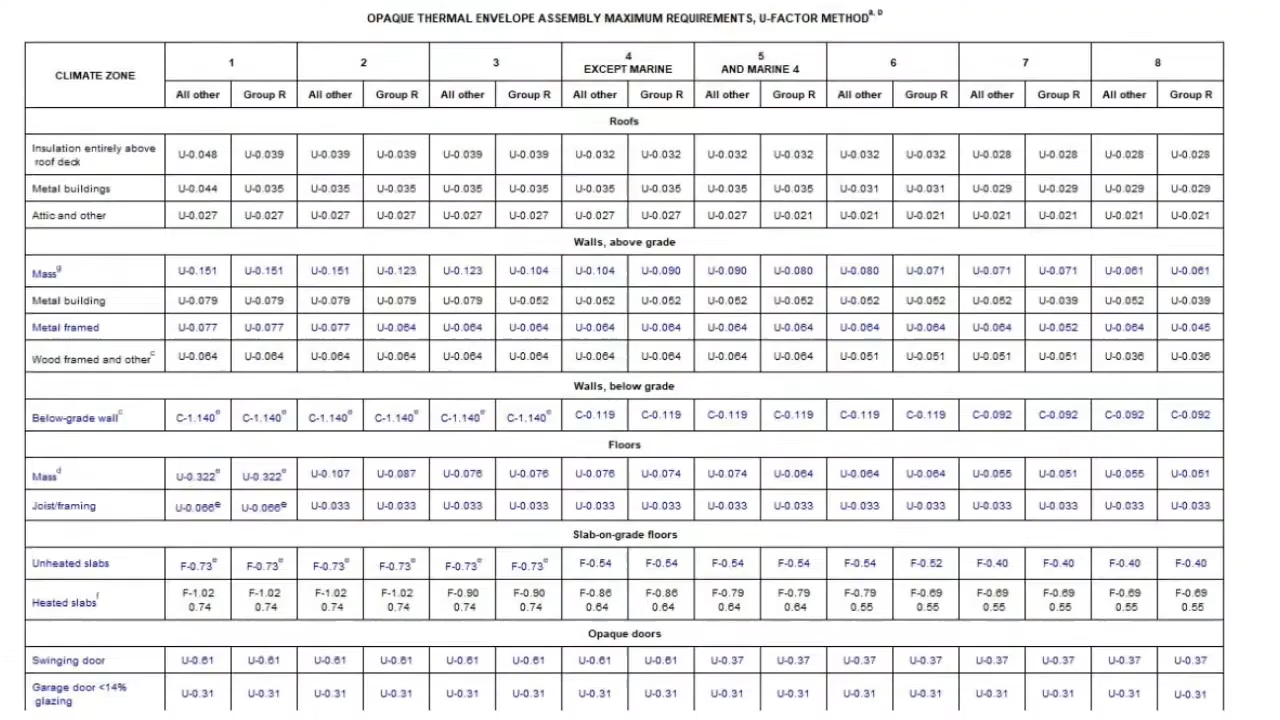 OPAQUE THERMAL ENVELOPE ASSEMBLY MAXIMUM REQUIREMENTS, U-FACTOR METHODa, b
CLIMATE ZONE 1 2 3 4 EXCEPT MARINE 5 AND MARINE 4 6 7 8
All other Group R All other Group R All other Group R All other Group R All other Group R All other Group R All other Group R All other Group R
Roofs
Insulation entirely above roof deck U-0.048 U-0.039 U-0.039 U-0.039 U-0.039 U-0.039 U-0.032 U-0.032 U-0.032 U-0.032 U-0.032 U-0.032 U-0.028 U-0.028 U-0.028 U-0.028
Metal buildings U-0.044 U-0.035 U-0.035 U-0.035 U-0.035 U-0.035 U-0.035 U-0.035 U-0.035 U-0.035 U-0.031 U-0.031 U-0.029 U-0.029 U-0.029 U-0.029
Attic and other U-0.027 U-0.027 U-0.027 U-0.027 U-0.027 U-0.027 U-0.027 U-0.027 U-0.027 U-0.021 U-0.021 U-0.021 U-0.021 U-0.021 U-0.021 U-0.021
Walls, above grade
Massg U-0.151 U-0.151 U-0.151 U-0.123 U-0.123 U-0.104 U-0.104 U-0.090 U-0.090 U-0.080 U-0.080 U-0.071 U-0.071 U-0.071 U-0.061 U-0.061
Metal building U-0.079 U-0.079 U-0.079 U-0.079 U-0.079 U-0.052 U-0.052 U-0.052 U-0.052 U-0.052 U-0.052 U-0.052 U-0.052 U-0.039 U-0.052 U-0.039
Metal framed U-0.077 U-0.077 U-0.077 U-0.064 U-0.064 U-0.064 U-0.064 U-0.064 U-0.064 U-0.064 U-0.064 U-0.064 U-0.064 U-0.052 U-0.064 U-0.045
Wood framed and otherc U-0.064 U-0.064 U-0.064 U-0.064 U-0.064 U-0.064 U-0.064 U-0.064 U-0.064 U-0.064 U-0.051 U-0.051 U-0.051 U-0.051 U-0.036 U-0.036
Walls, below grade
Below-grade wallc C-1.140e C-1.140e C-1.140e C-1.140e C-1.140e C-1.140e C-0.119 C-0.119 C-0.119 C-0.119 C-0.119 C-0.119 C-0.092 C-0.092 C-0.092 C-0.092
Floors
Massd U-0.322e U-0.322e U-0.107 U-0.087 U-0.076 U-0.076 U-0.076 U-0.074 U-0.074 U-0.064 U-0.064 U-0.064 U-0.055 U-0.051 U-0.055 U-0.051
Joist/framing U-0.066e U-0.066e U-0.033 U-0.033 U-0.033 U-0.033 U-0.033 U-0.033 U-0.033 U-0.033 U-0.033 U-0.033 U-0.033 U-0.033 U-0.033 U-0.033
Slab-on-grade floors
Unheated slabs F-0.73e F-0.73e F-0.73e F-0.73e F-0.73e F-0.73e F-0.54 F-0.54 F-0.54 F-0.54 F-0.54 F-0.52 F-0.40 F-0.40 F-0.40 F-0.40
Heated slabsf F-1.02 0.74 F-1.02 0.74 F-1.02 0.74 F-1.02 0.74 F-0.90 0.74 F-0.90 0.74 F-0.86 0.64 F-0.86 0.64 F-0.79 0.64 F-0.79 0.64 F-0.79 0.55 F-0.69 0.55 F-0.69 0.55 F-0.69 0.55 F-0.69 0.55 F-0.69 0.55
Opaque doors
Swinging door U-0.61 U-0.61 U-0.61 U-0.61 U-0.61 U-0.61 U-0.61 U-0.61 U-0.37 U-0.37 U-0.37 U-0.37 U-0.37 U-0.37 U-0.37 U-0.37
Garage door <14% glazing U-0.31 U-0.31 U-0.31 U-0.31 U-0.31 U-0.31 U-0.31 U-0.31 U-0.31 U-0.31 U-0.31 U-0.31 U-0.31 U-0.31 U-0.31 U-0.31